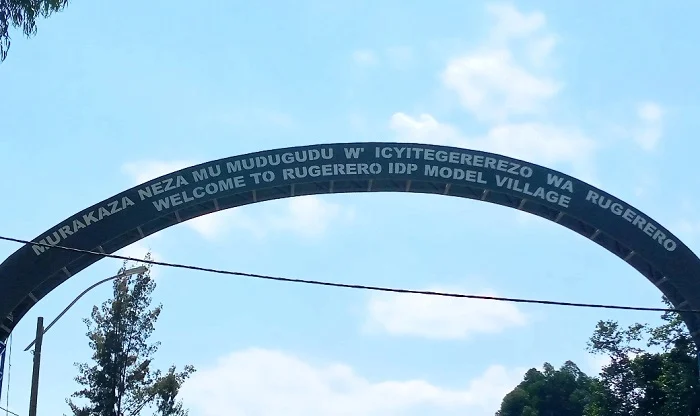 MURAKAZA NEZA MU MUDUGUDU W' ICYITEGEREREZO WA RUGERERO
WELCOME TO RUGERERO IDP MODEL VILLAGE